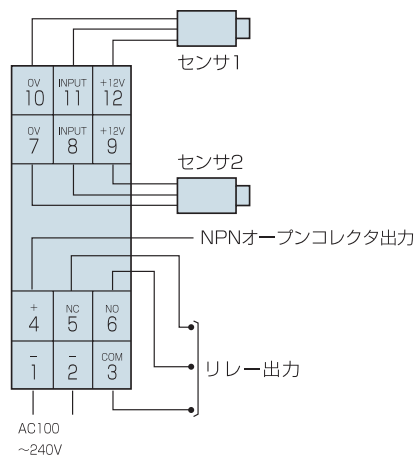 センサ1
0V INPUT +12V
10 11 12
0V INPUT +12V
7 8 9
センサ2
NPNオープンコレクタ出力
+ NC NO
4 5 6
リレー出力
− − COM
1 2 3
AC100
~240V